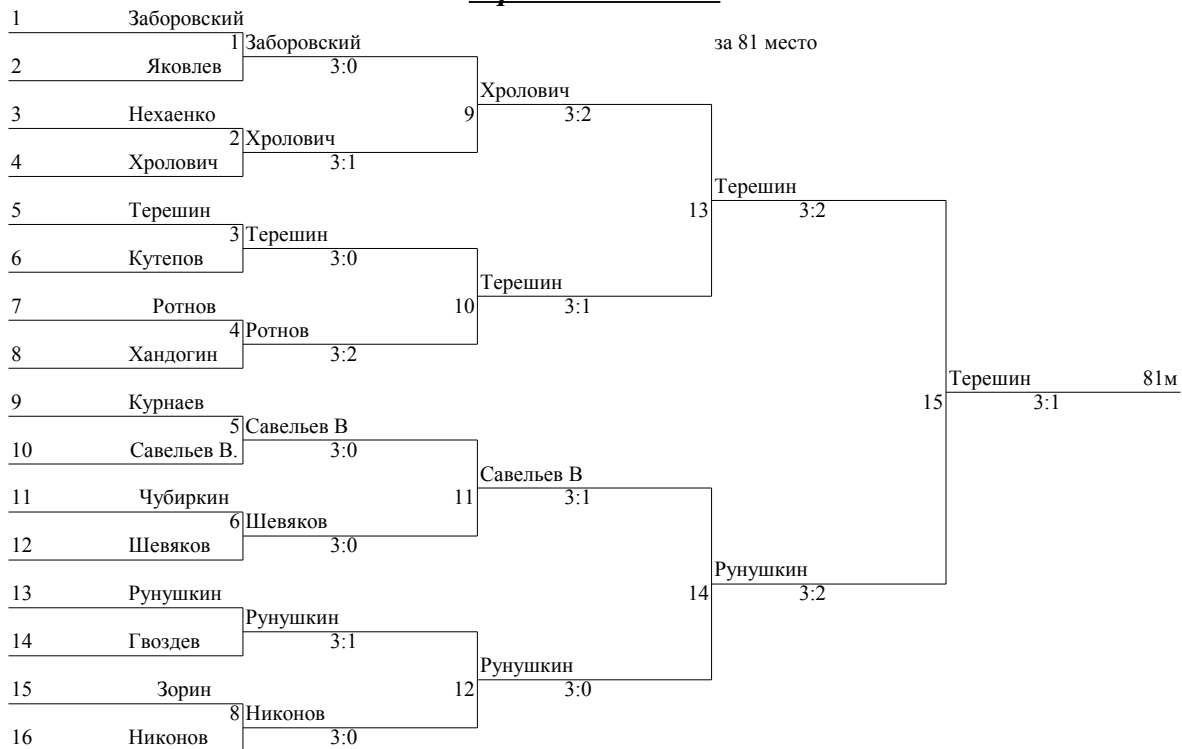 1 Заборовский
1 Заборовский за 81 место
2 Яковлев 3:0
Хролович
3 Нехаенко 9 3:2
2 Хролович
4 Хролович 3:1
Терешин
5 Терешин 13 3:2
3 Терешин
6 Кутепов 3:0
Терешин
7 Ротнов 10 3:1
4 Ротнов
8 Хандогин 3:2
Терешин 81м
9 Курнаев 15 3:1
5 Савельев В
10 Савельев В. 3:0
Савельев В
11 Чубиркин 11 3:1
6 Шевяков
12 Шевяков 3:0
Рунушкин
13 Рунушкин 14 3:2
Рунушкин
14 Гвоздев 3:1
Рунушкин
15 Зорин 12 3:0
8 Никонов
16 Никонов 3:0